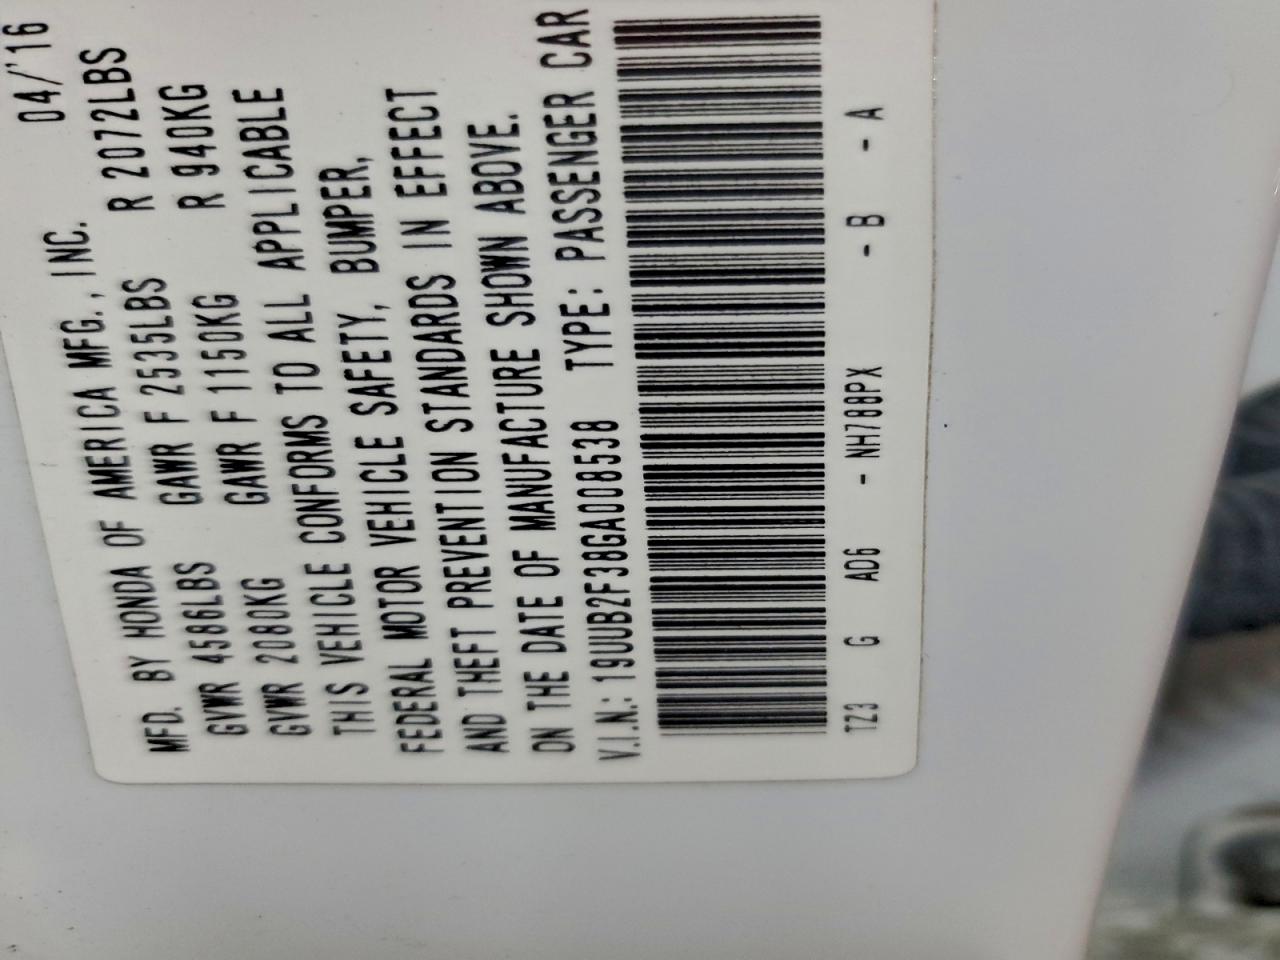 MFD. BY HONDA OF AMERICA MFG., INC. 04/'16
GVWR 4586LBS GAWR F 2535LBS R 2072LBS
GVWR 2080KG GAWR F 1150KG R 940KG
THIS VEHICLE CONFORMS TO ALL APPLICABLE
FEDERAL MOTOR VEHICLE SAFETY, BUMPER,
AND THEFT PREVENTION STANDARDS IN EFFECT
ON THE DATE OF MANUFACTURE SHOWN ABOVE.
V.I.N.: 19UUB2F38GA008538 TYPE: PASSENGER CAR
TZ3 G AD6 - NH788PX - B - A